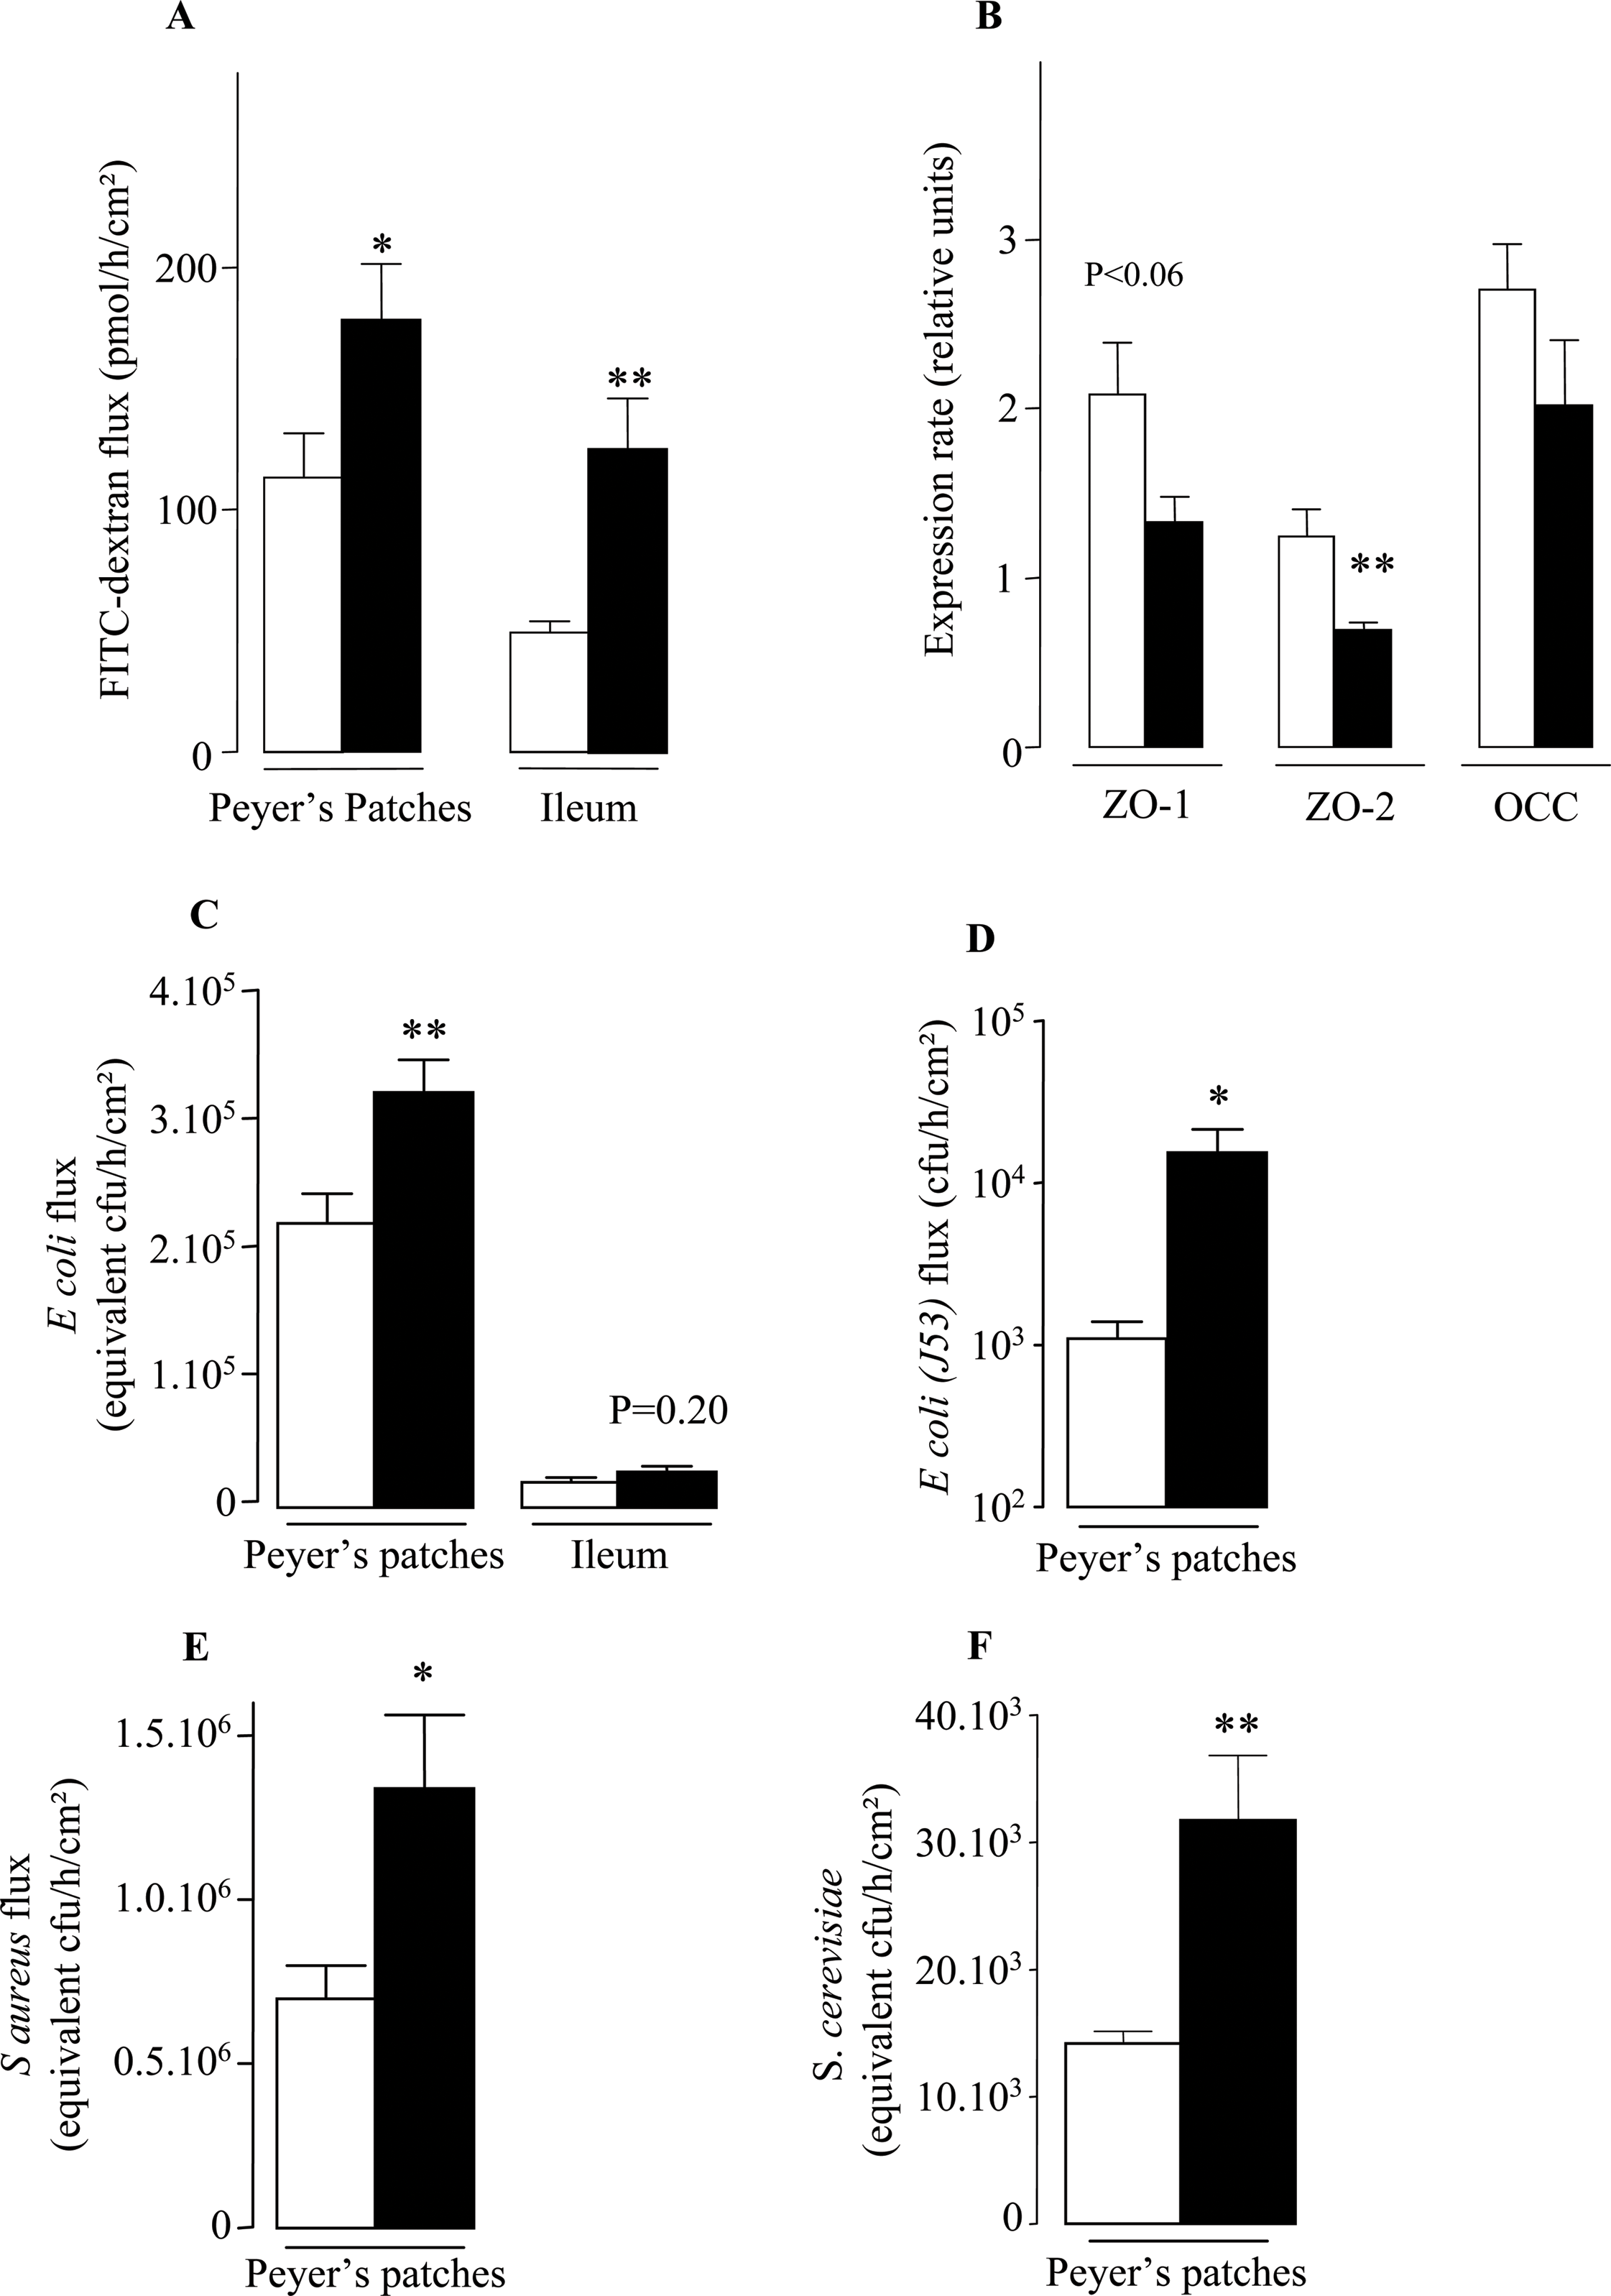 A
FITC-dextran flux (pmol/h/cm²)
200
100
0
*
**
Peyer’s Patches
Ileum
B
Expression rate (relative units)
3
2
1
0
P<0.06
**
ZO-1
ZO-2
OCC
C
E coli flux
(equivalent cfu/h/cm²)
4.10⁵
3.10⁵
2.10⁵
1.10⁵
0
**
P=0.20
Peyer’s patches
Ileum
D
E coli (J53) flux (cfu/h/cm²)
10⁵
10⁴
10³
10²
*
Peyer’s patches
E
S aureus flux
(equivalent cfu/h/cm²)
1.5.10⁶
1.0.10⁶
0.5.10⁶
0
*
Peyer’s patches
F
S. cerevisiae
(equivalent cfu/h/cm²)
40.10³
30.10³
20.10³
10.10³
0
**
Peyer’s patches